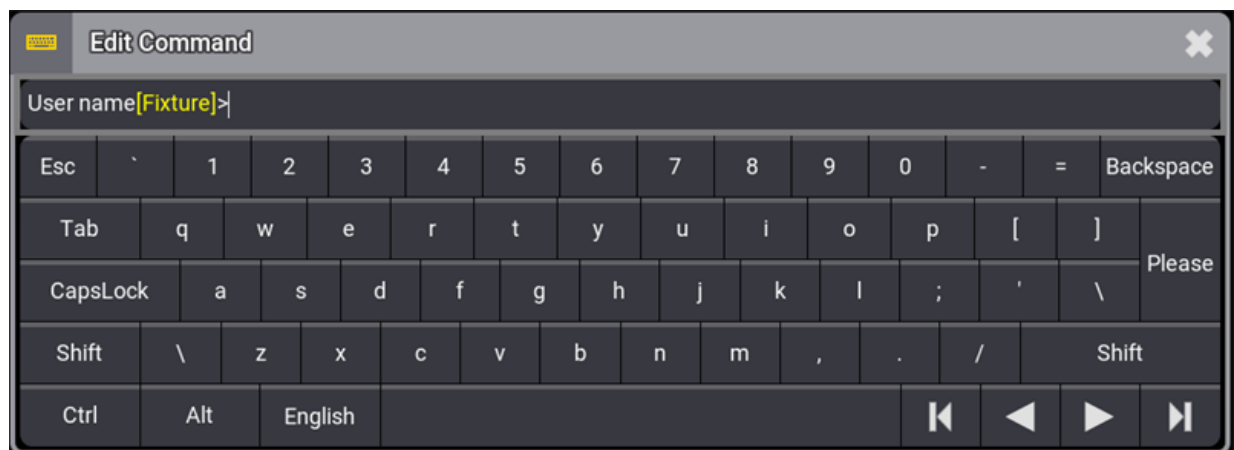 Edit Command
User name[Fixture]>
Esc ` 1 2 3 4 5 6 7 8 9 0 - = Backspace
Tab q w e r t y u i o p [ ] Please
CapsLock a s d f g h j k l ; ' \
Shift \ z x c v b n m , . / Shift
Ctrl Alt English